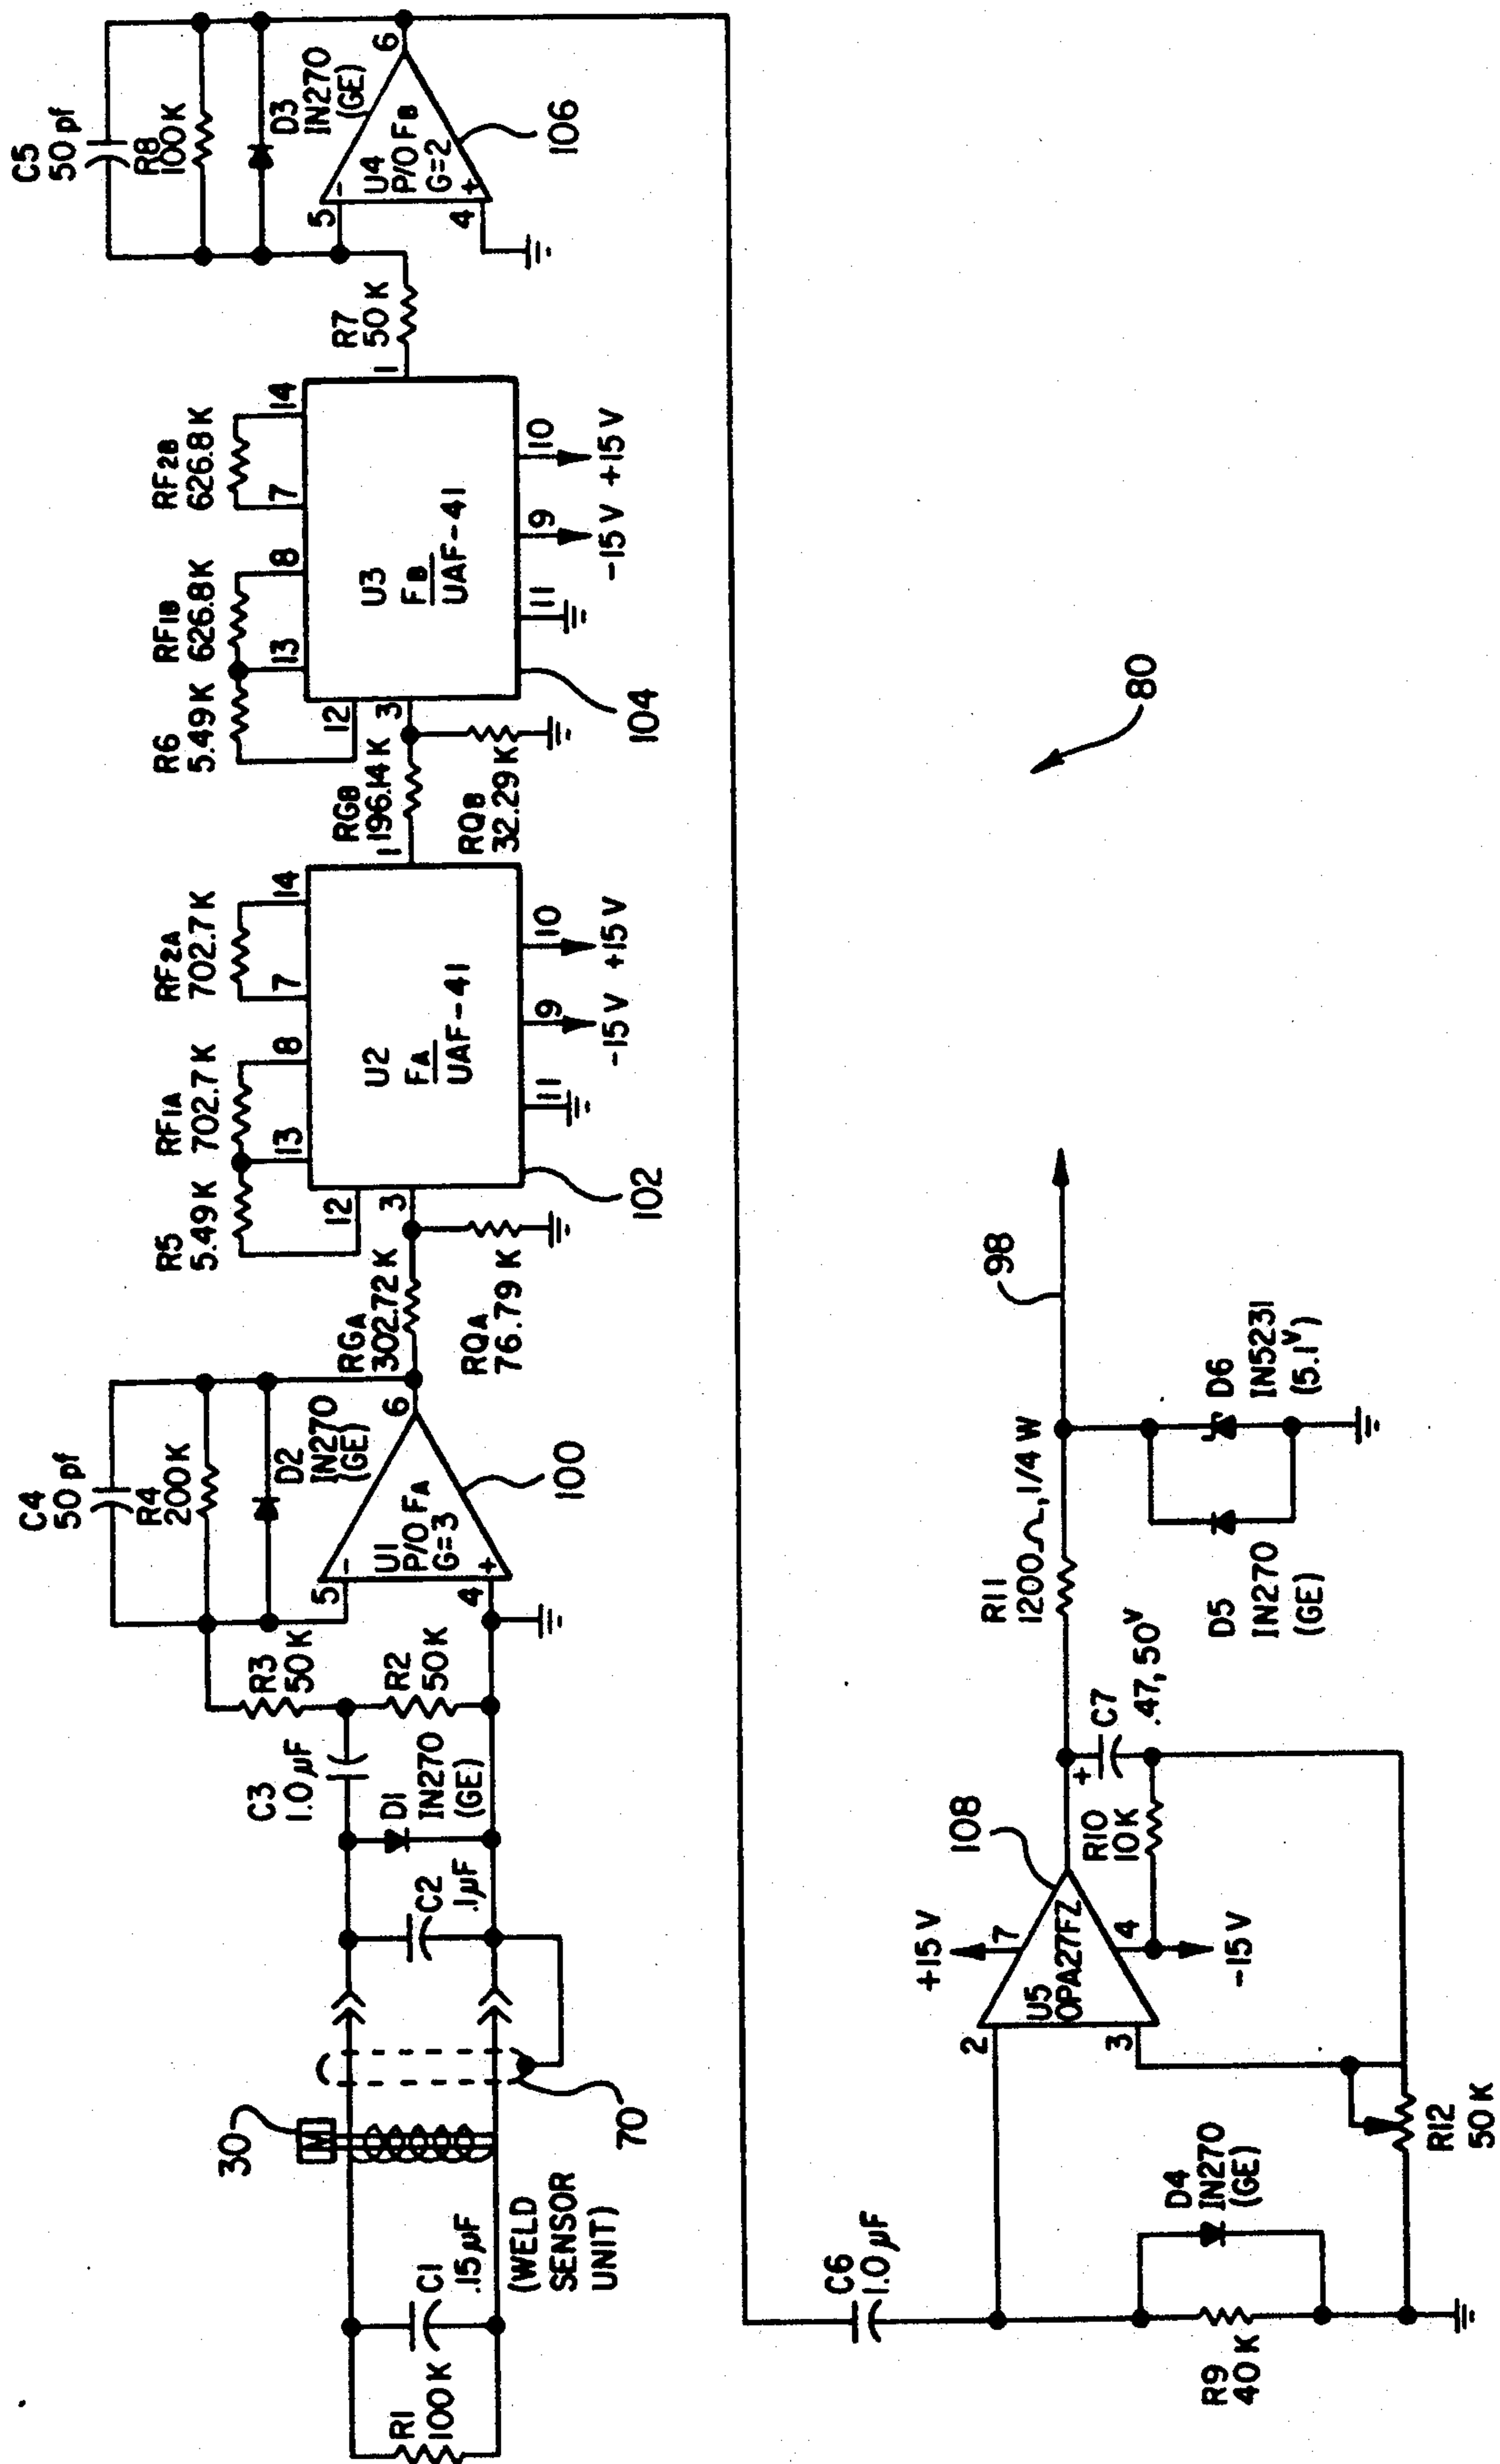 30
M
70
R1
100K
C1
.15µF
(WELD
SENSOR
UNIT)
C2
.1µF
D1
IN270
(GE)
C3
1.0µF
R3
50K
R2
50K
C4
50pf
R4
200K
D2
IN270
(GE)
5
-
U1
P/O FA
G=3
4
+
6
100
RGA
302.72K
RQA
76.79K
R5
5.49K
RF1A
702.7K
RF2A
702.7K
12
13
8
7
14
3
U2
FA
UAF-41
1
11
9
10
-15V
+15V
102
RGB
196.14K
RQB
32.29K
R6
5.49K
RF1B
626.8K
RF2B
626.8K
12
13
8
7
14
3
U3
FB
UAF-41
1
11
9
10
-15V
+15V
104
R7
50K
C5
50pf
R8
100K
D3
IN270
(GE)
5
-
U4
P/O FB
G=2
4
+
6
106
C6
1.0µF
R9
40K
D4
IN270
(GE)
R12
50K
2
3
U5
OPA27FZ
+15V
7
4
-15V
108
R10
10K
+
C7
.47,50V
R11
1200Ω,1/4W
98
D5
IN270
(GE)
D6
IN5231
(5.1V)
80